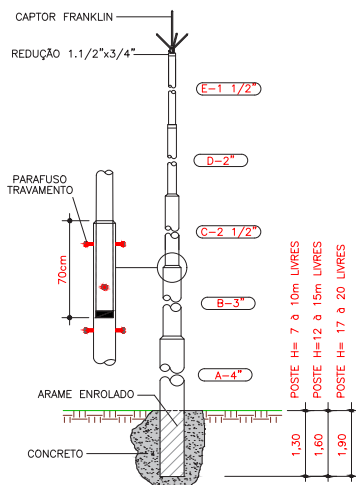 CAPTOR FRANKLIN
REDUÇÃO 1.1/2"x3/4"
E-1 1/2"
D-2"
PARAFUSO
TRAVAMENTO
70cm
C-2 1/2"
B-3"
A-4"
ARAME ENROLADO
CONCRETO
POSTE H= 7 à 10m LIVRES
POSTE H=12 à 15m LIVRES
POSTE H= 17 à 20 LIVRES
1,30
1,60
1,90